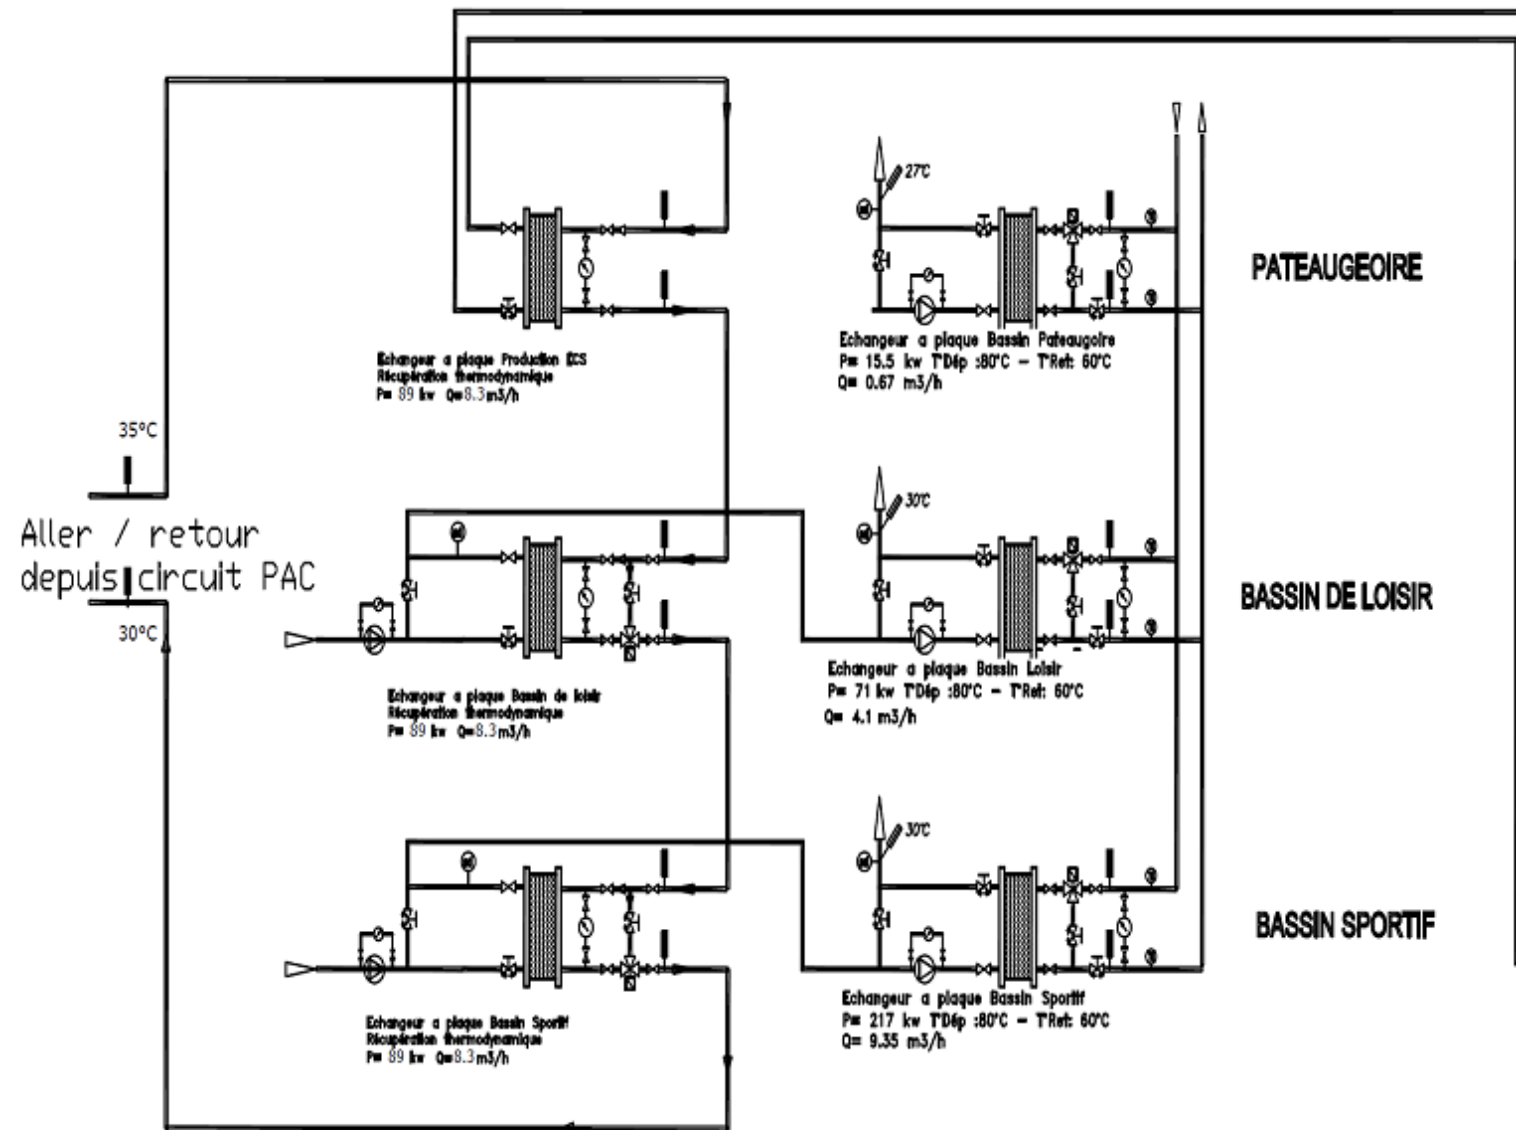 27°C
PATEAUGEOIRE
Echangeur a plaque Bassin Pateaugoire
P= 15.5 kw T°Dép :80°C - T°Ret: 60°C
Q= 0.67 m3/h
Echangeur a plaque Production ECS
Récupération thermodynamique
P= 89 kw Q=8.3m3/h
35°C
Aller / retour
depuis circuit PAC
30°C
30°C
BASSIN DE LOISIR
Echangeur a plaque Bassin Loisir
P= 71 kw T°Dép :80°C - T°Ret: 60°C
Q= 4.1 m3/h
Echangeur a plaque Bassin de loisir
Récupération thermodynamique
P= 89 kw Q=8.3m3/h
30°C
BASSIN SPORTIF
Echangeur a plaque Bassin Sportif
P= 217 kw T°Dép :80°C - T°Ret: 60°C
Q= 9.35 m3/h
Echangeur a plaque Bassin Sportif
Récupération thermodynamique
P= 89 kw Q=8.3m3/h